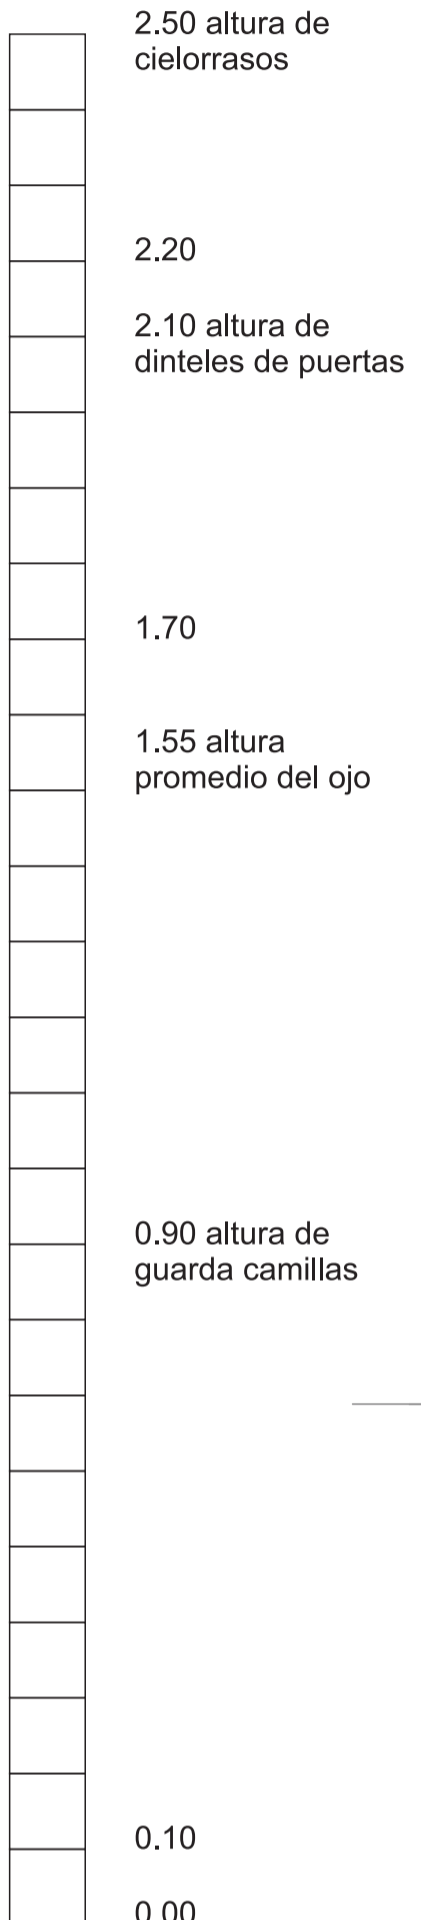 2.50 altura de
cielorrasos
2.20
2.10 altura de
dinteles de puertas
1.70
1.55 altura
promedio del ojo
0.90 altura de
guarda camillas
0.10
0.00